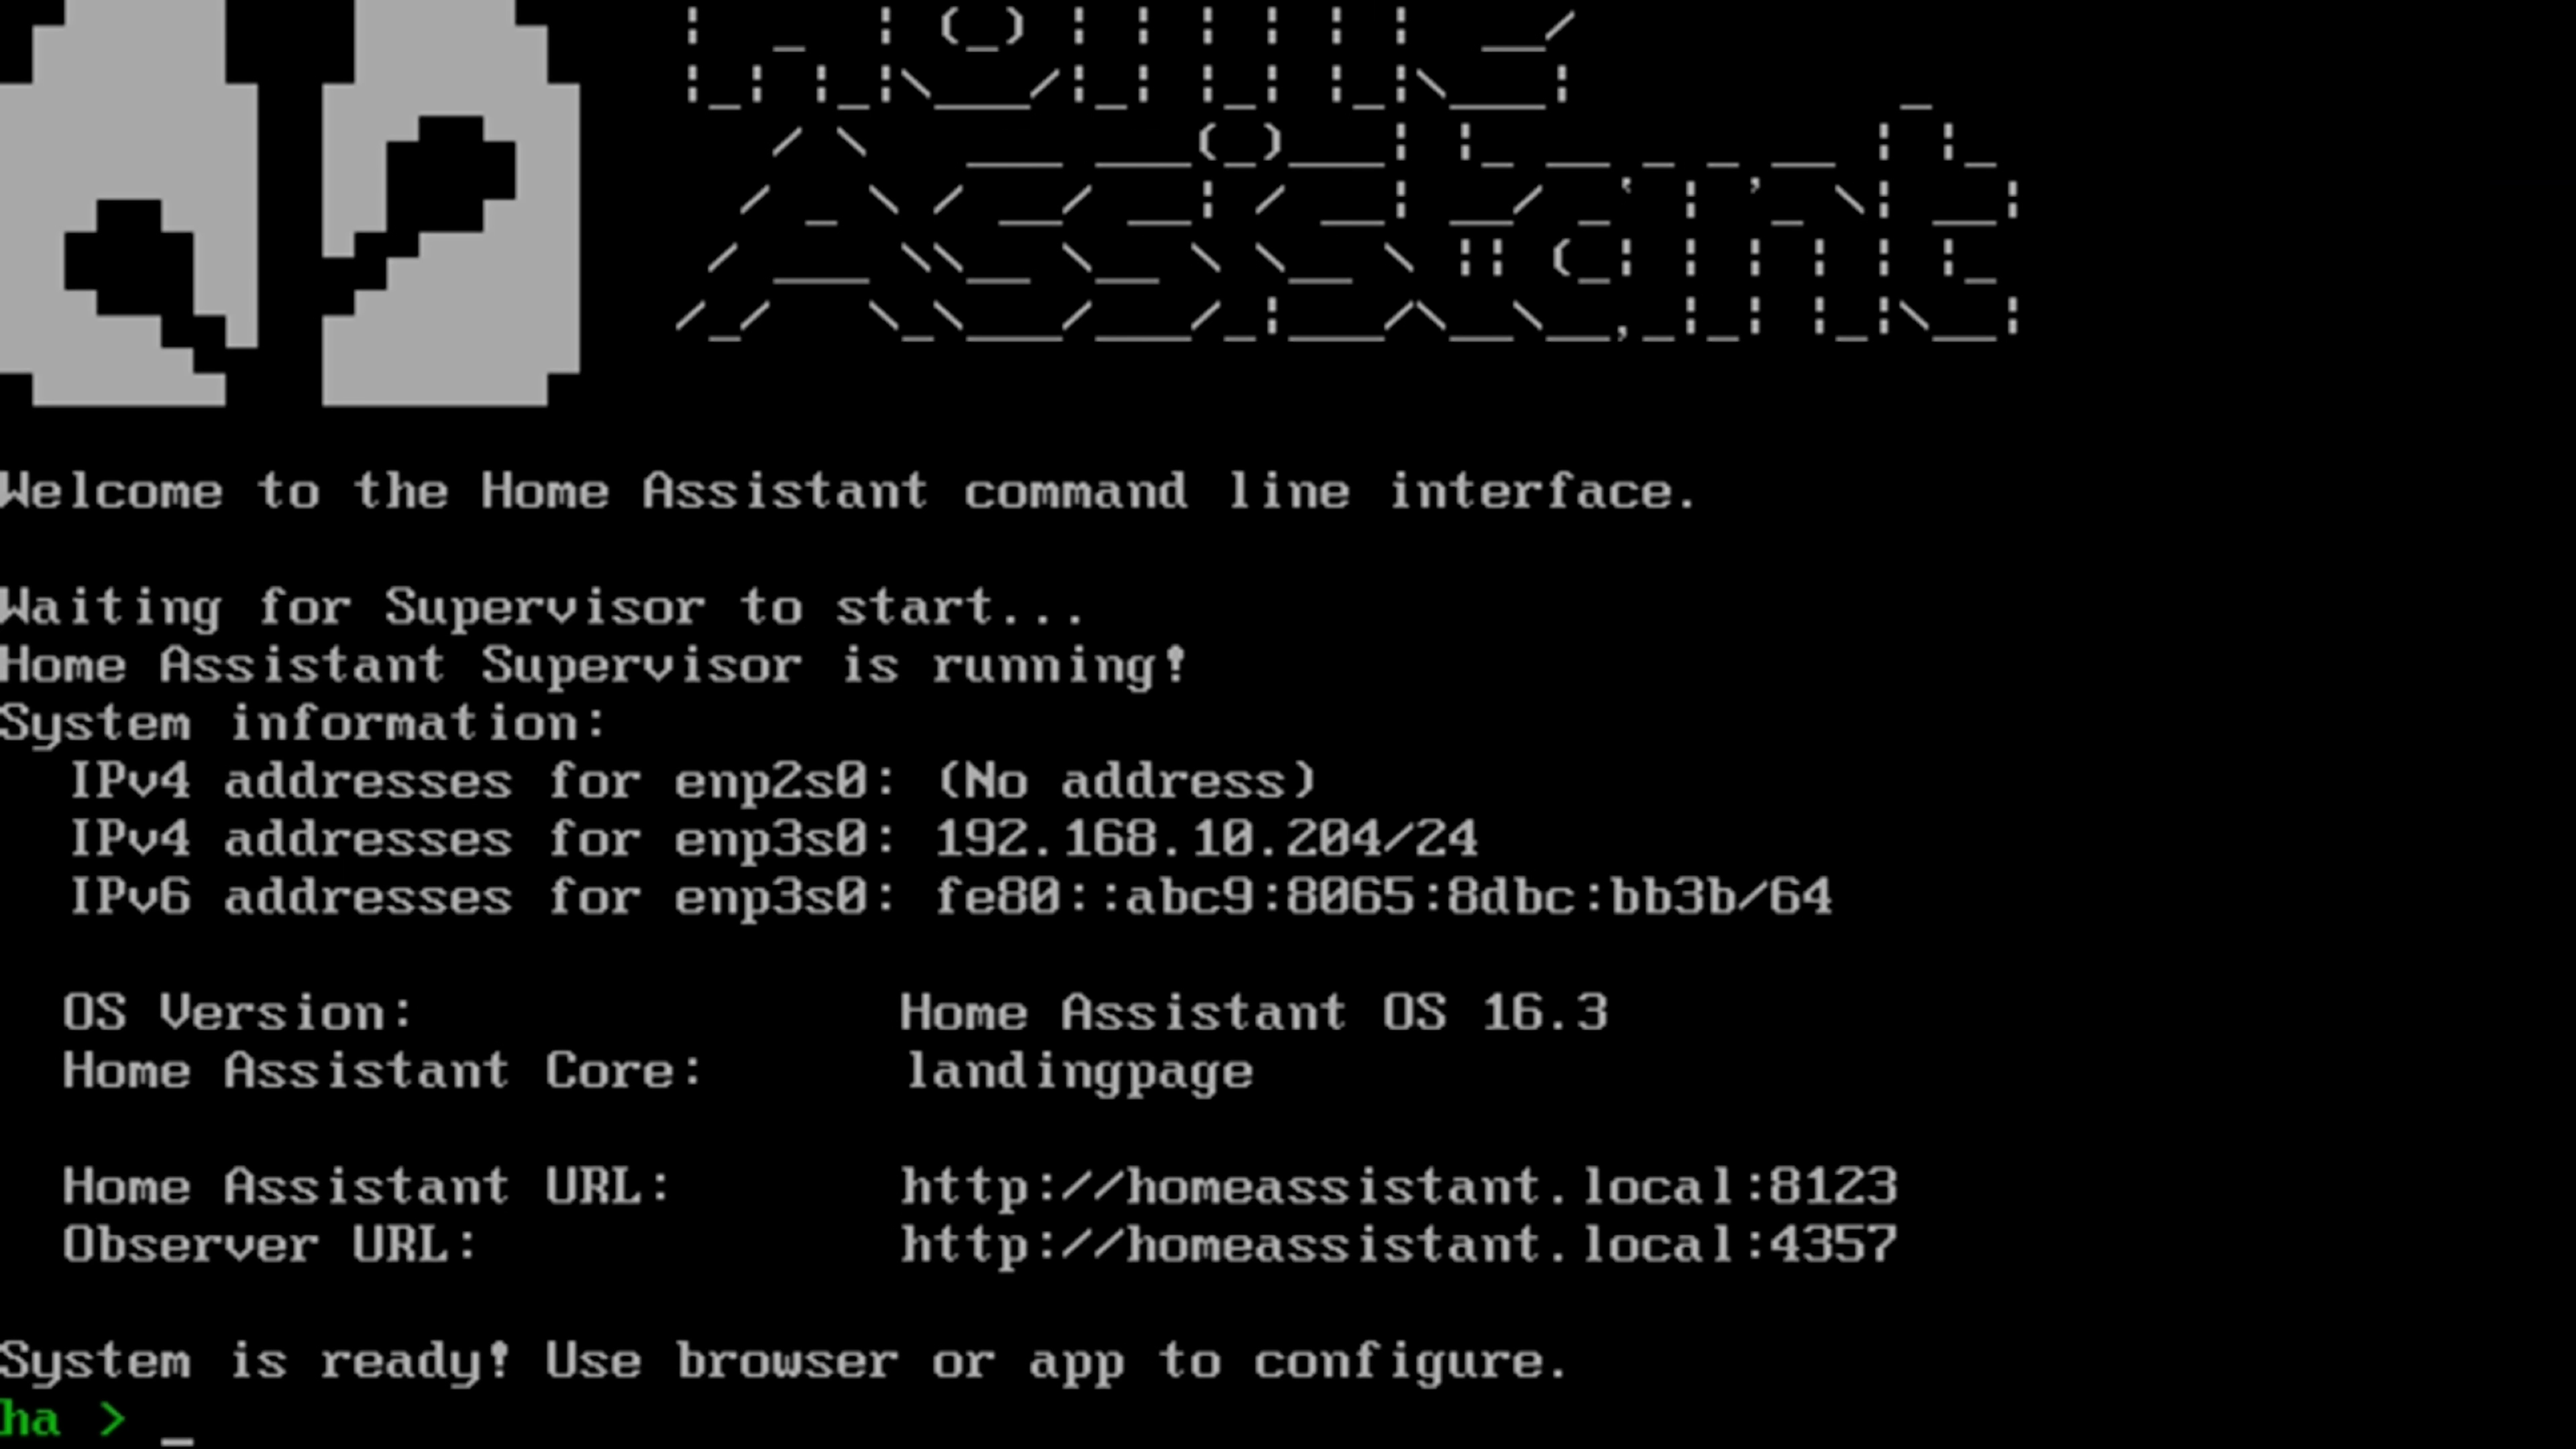 Home
Assistant
Welcome to the Home Assistant command line interface.
Waiting for Supervisor to start...
Home Assistant Supervisor is running!
System information:
IPv4 addresses for enp2s0: (No address)
IPv4 addresses for enp3s0: 192.168.10.204/24
IPv6 addresses for enp3s0: fe80::abc9:8065:8dbc:bb3b/64
OS Version: Home Assistant OS 16.3
Home Assistant Core: landingpage
Home Assistant URL: http://homeassistant.local:8123
Observer URL: http://homeassistant.local:4357
System is ready! Use browser or app to configure.
ha > _